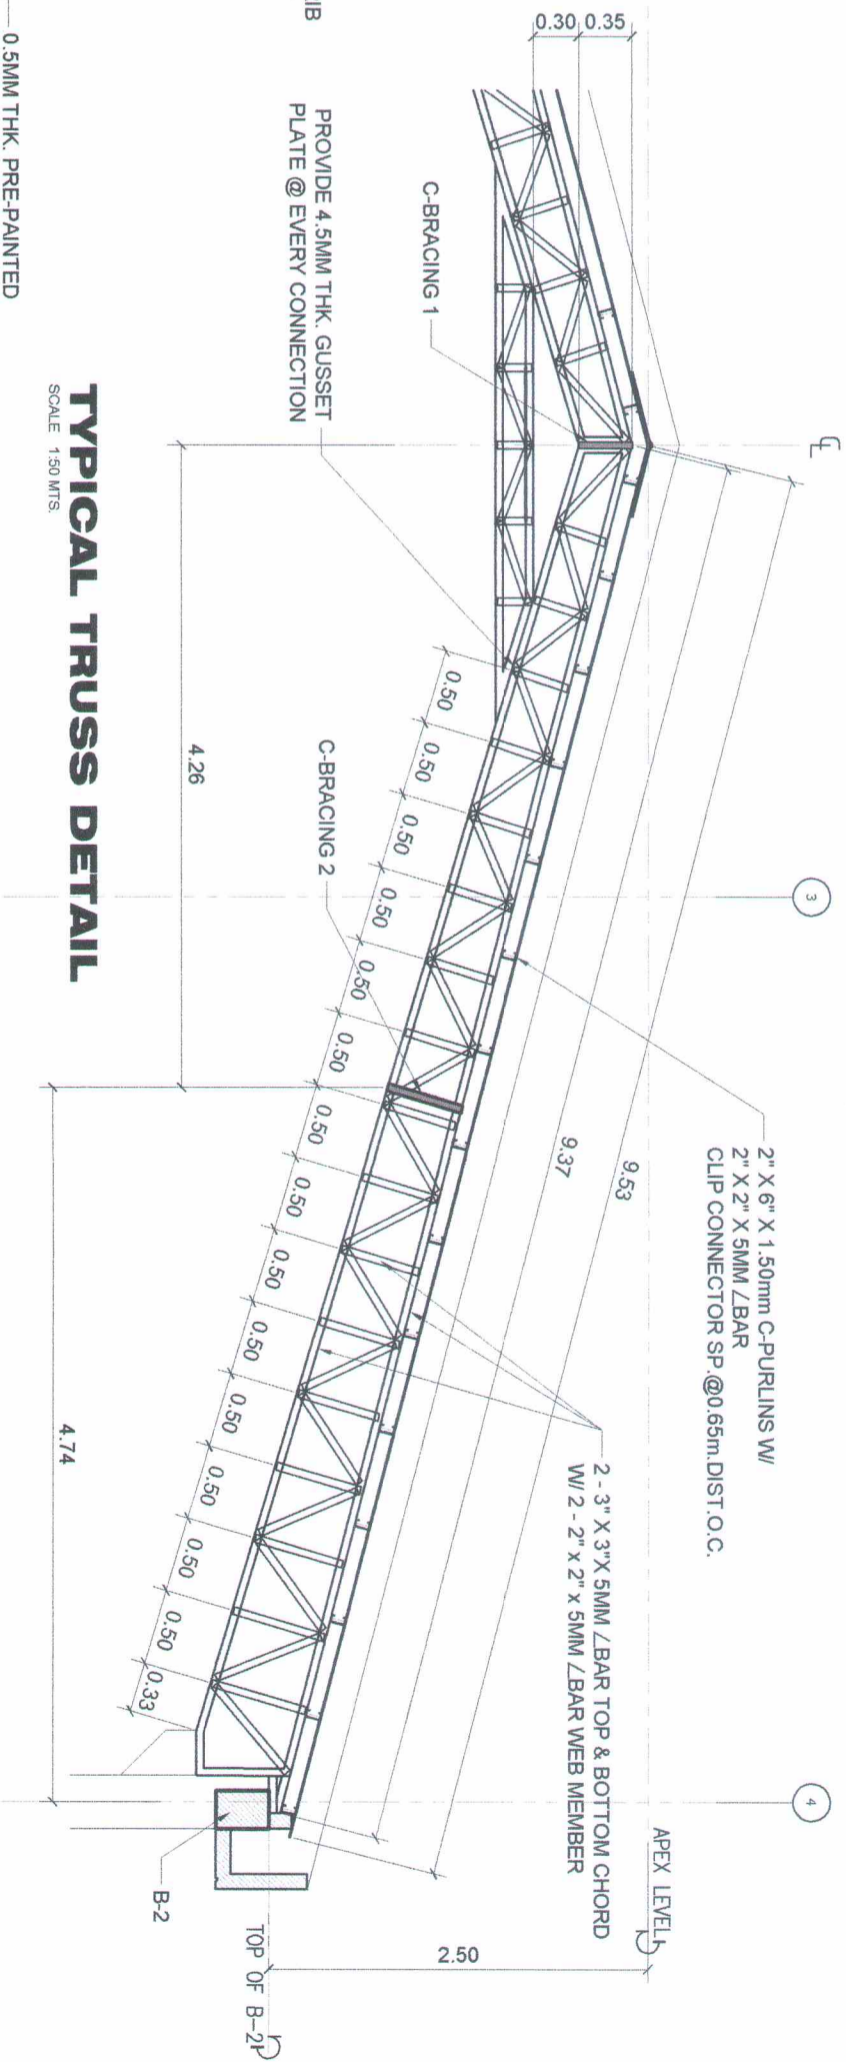 0.30 0.35
IB
PROVIDE 4.5MM THK. GUSSET
PLATE @ EVERY CONNECTION
C-BRACING 1
0.5MM THK. PRE-PAINTED
TYPICAL TRUSS DETAIL
SCALE 1:50 MTS.
CL
3
4
4.26
4.74
C-BRACING 2
0.50
0.50
0.50
0.50
0.50
0.50
0.50
0.50
0.50
0.50
0.50
0.50
0.50
0.50
0.33
9.37
9.53
2" X 6" X 1.50mm C-PURLINS W/
2" X 2" X 5MM ∠BAR
CLIP CONNECTOR SP.@0.65m.DIST.O.C.
2 - 3" X 3"X 5MM ∠BAR TOP & BOTTOM CHORD
W/ 2 - 2" x 2" x 5MM ∠BAR WEB MEMBER
APEX LEVEL
2.50
TOP OF B-2
B-2